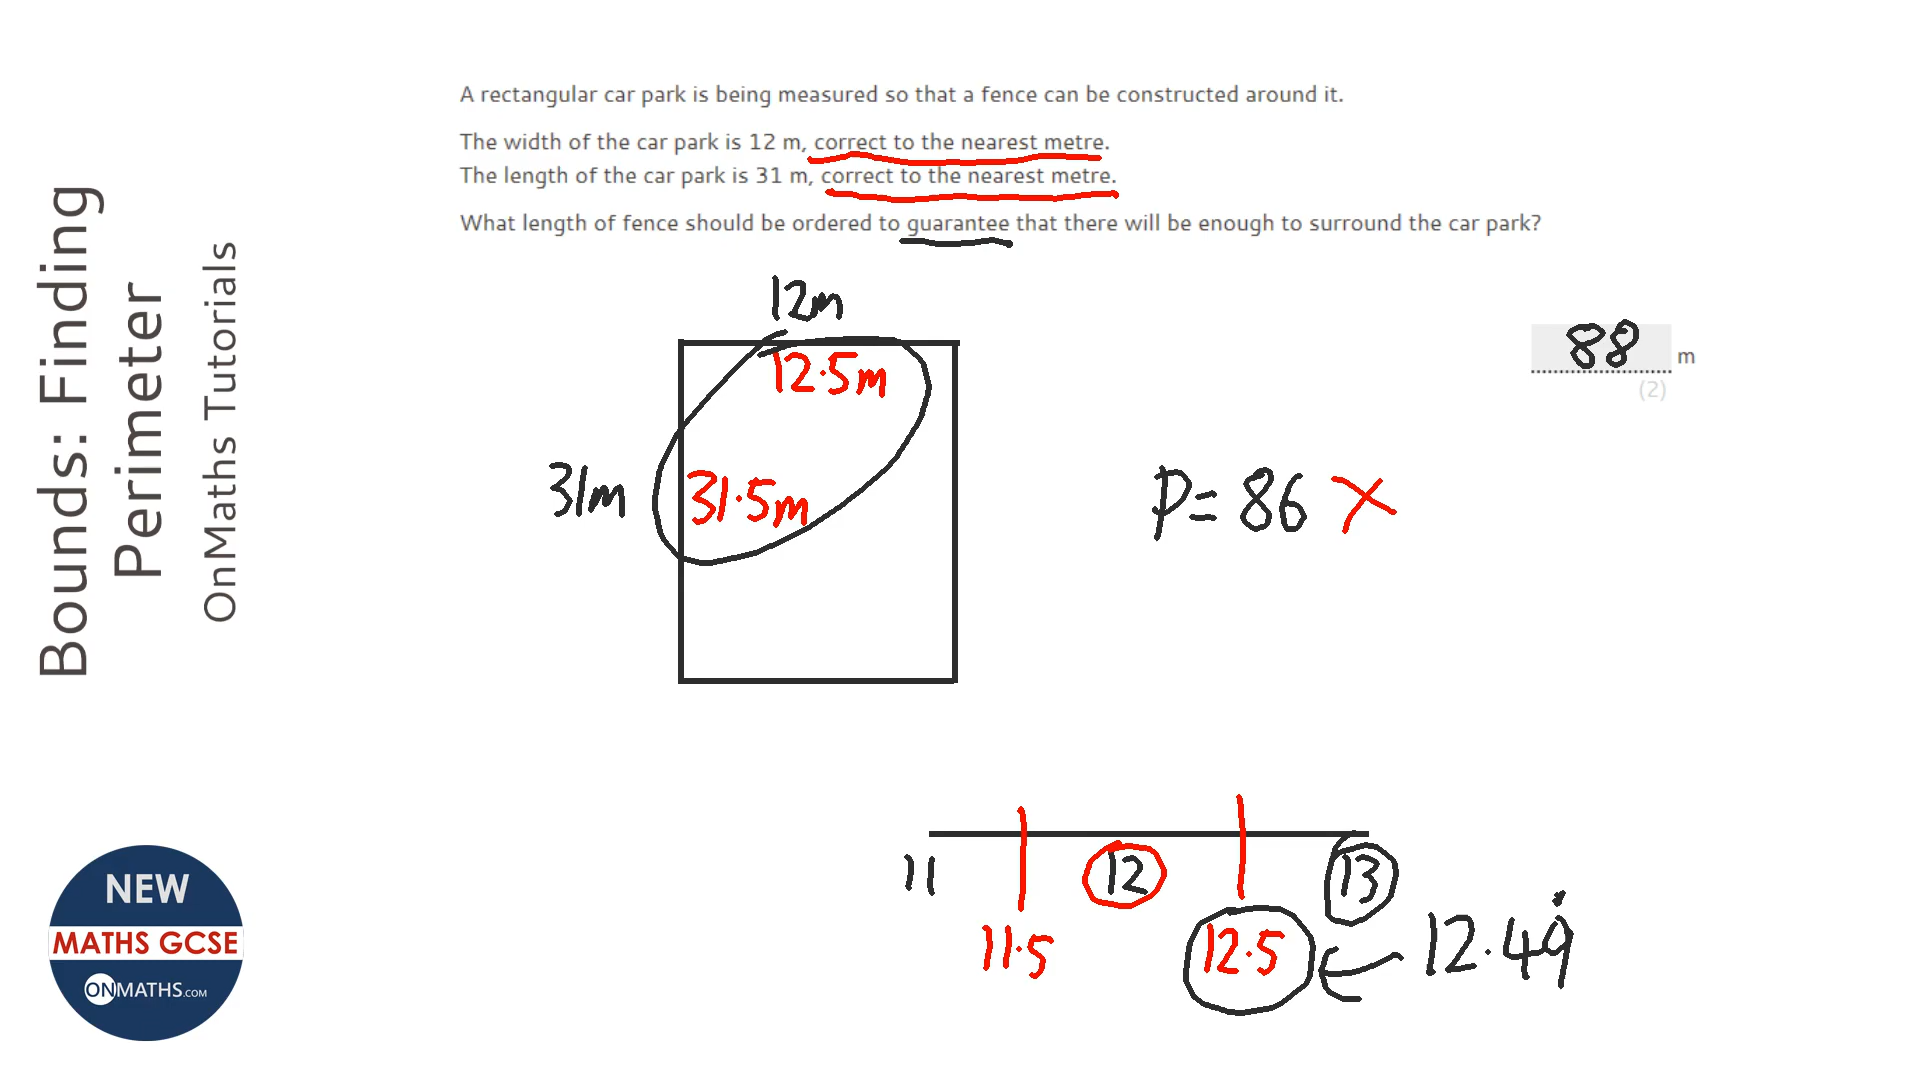 Bounds: Finding
Perimeter
OnMaths Tutorials
A rectangular car park is being measured so that a fence can be constructed around it.
The width of the car park is 12 m, correct to the nearest metre.
The length of the car park is 31 m, correct to the nearest metre.
What length of fence should be ordered to guarantee that there will be enough to surround the car park?
12m
88 m
(2)
12.5m
31m
31.5m
P= 86 X
11
12
13
11.5
12.5
12.49̇
NEW
MATHS GCSE
ONMATHS.COM